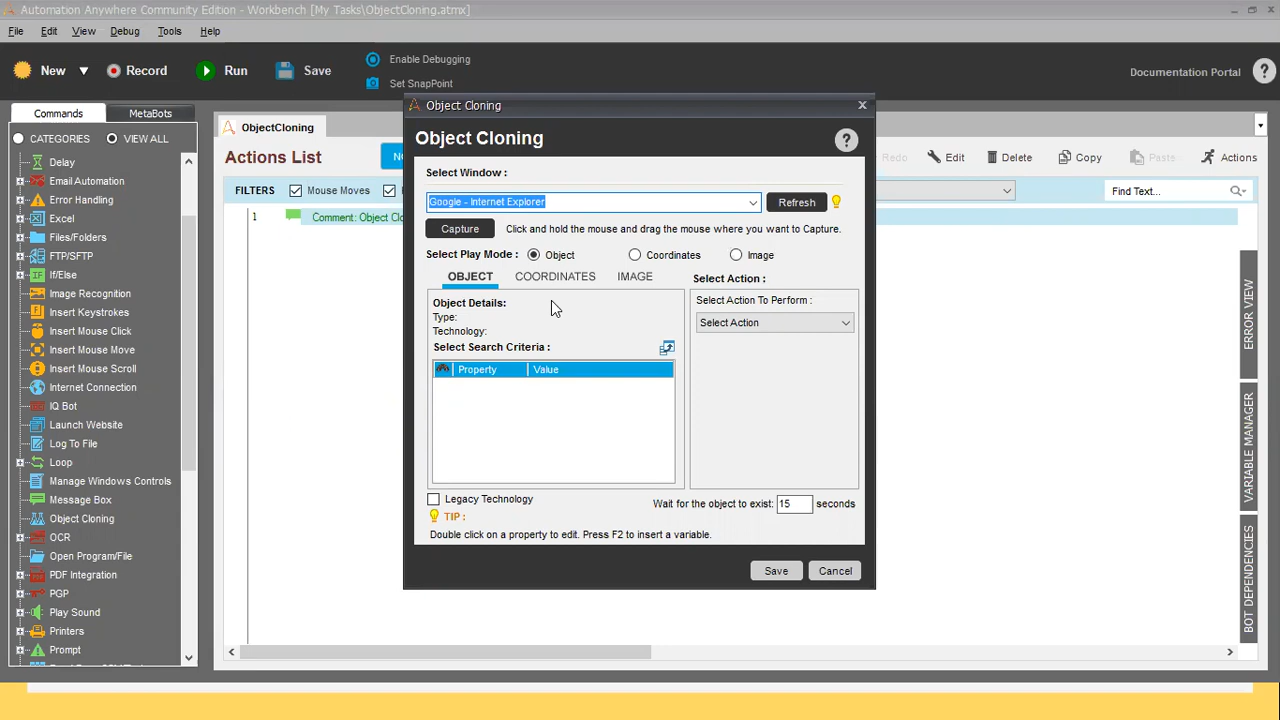 Automation Anywhere Community Edition - Workbench [My Tasks\ObjectCloning.atmx]
File Edit View Debug Tools Help
New Record Run Save
Enable Debugging
Set SnapPoint
Documentation Portal
Commands MetaBots
CATEGORIES VIEW ALL
Delay
Email Automation
Error Handling
Excel
Files/Folders
FTP/SFTP
If/Else
Image Recognition
Insert Keystrokes
Insert Mouse Click
Insert Mouse Move
Insert Mouse Scroll
Internet Connection
IQ Bot
Launch Website
Log To File
Loop
Manage Windows Controls
Message Box
Object Cloning
OCR
Open Program/File
PDF Integration
PGP
Play Sound
Printers
Prompt
ObjectCloning
Actions List
Redo Edit Delete Copy Paste Actions
FILTERS Mouse Moves
Find Text...
1 Comment: Object Clo
Object Cloning
Object Cloning
?
Select Window :
Google - Internet Explorer
Refresh
Capture Click and hold the mouse and drag the mouse where you want to Capture.
Select Play Mode : Object Coordinates Image
OBJECT COORDINATES IMAGE
Object Details:
Type:
Technology:
Select Search Criteria :
Property Value
Select Action :
Select Action To Perform :
Select Action
Legacy Technology
Wait for the object to exist: 15 seconds
TIP :
Double click on a property to edit. Press F2 to insert a variable.
Save Cancel
ERROR VIEW
VARIABLE MANAGER
BOT DEPENDENCIES